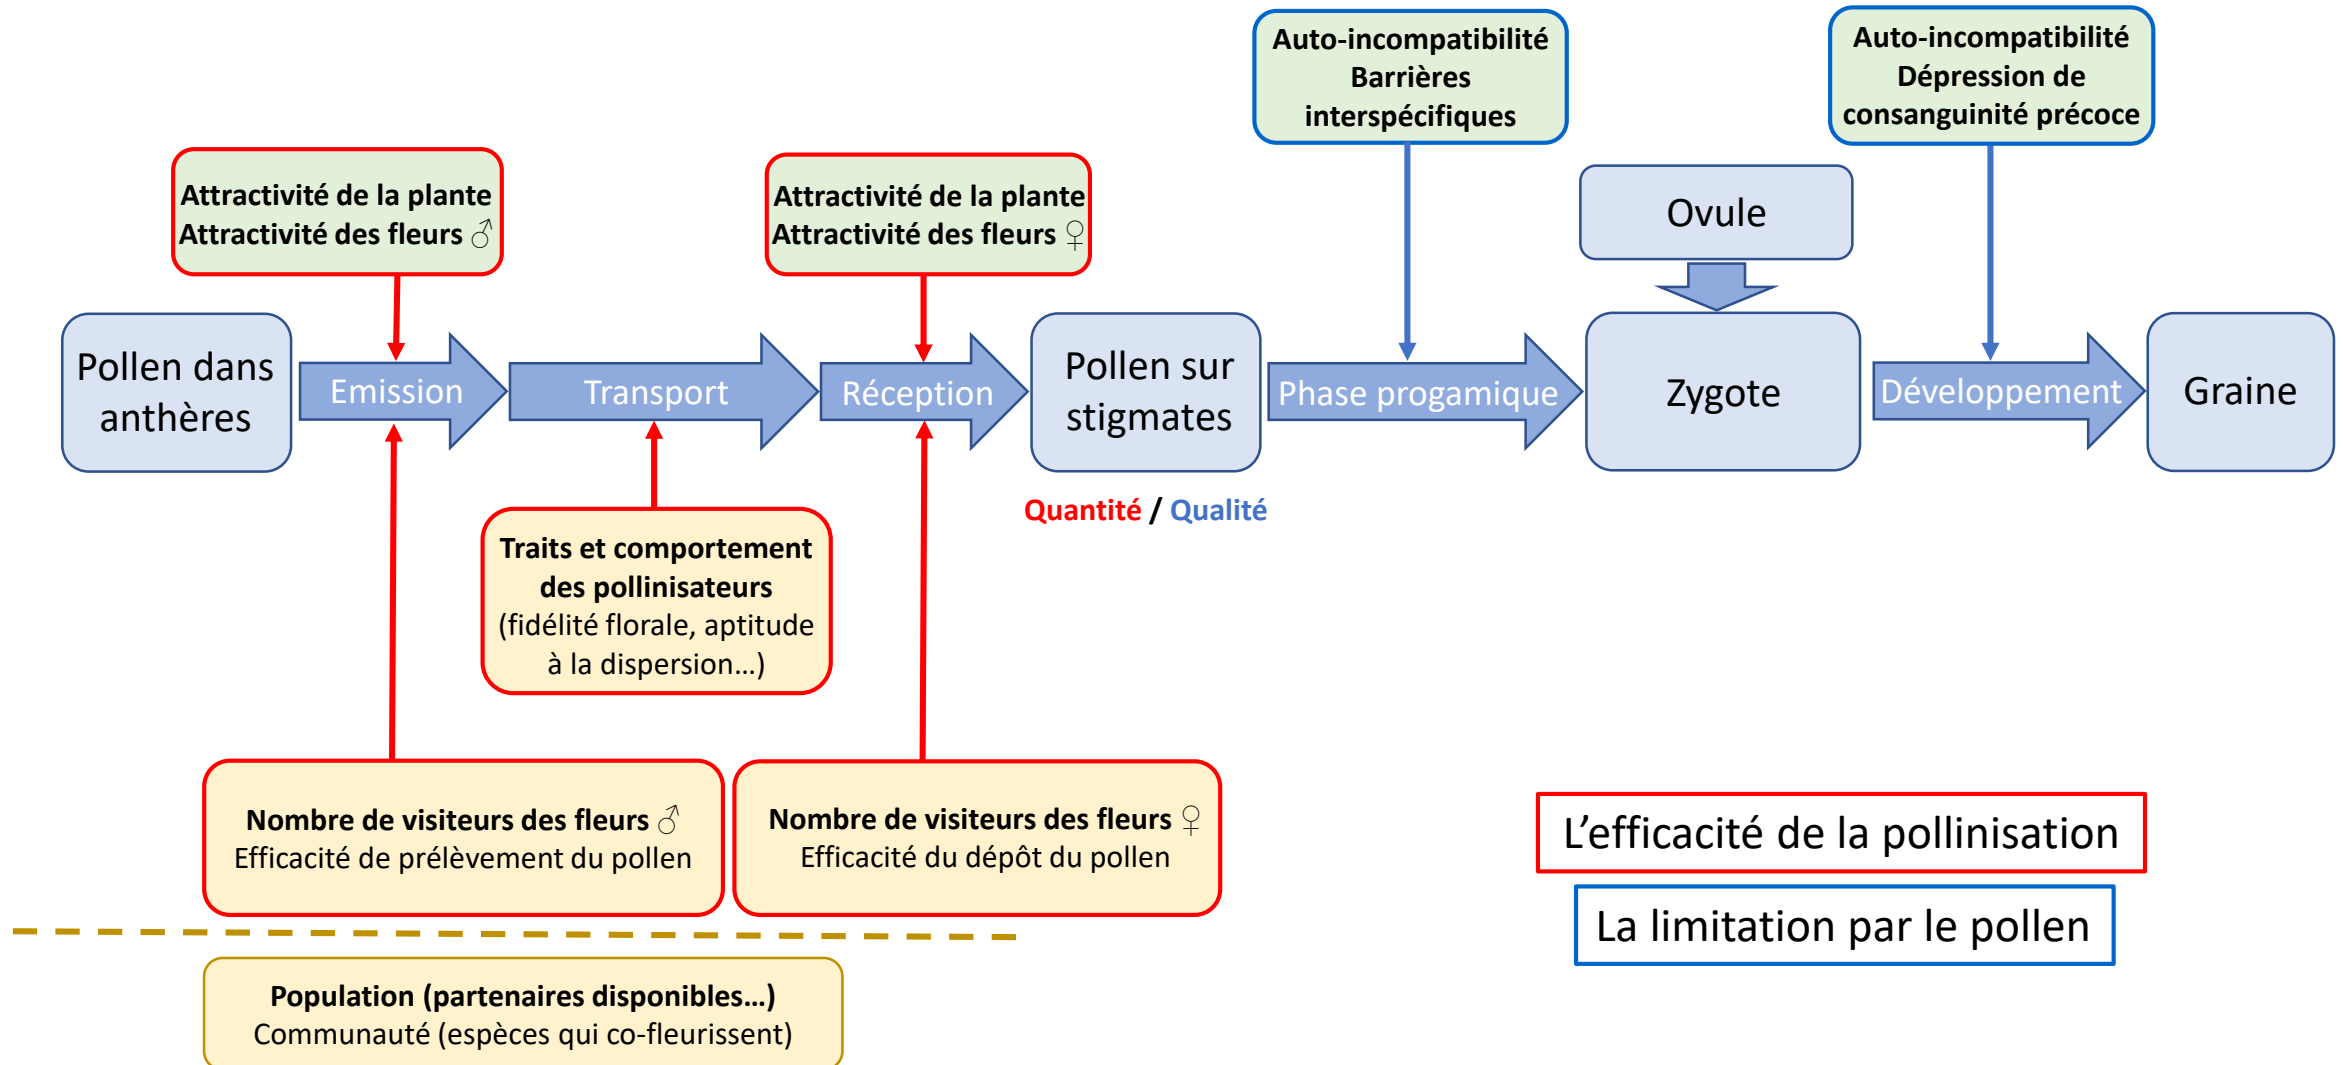 Auto-incompatibilité
Barrières
interspécifiques
Auto-incompatibilité
Dépression de
consanguinité précoce
Attractivité de la plante
Attractivité des fleurs ♂
Attractivité de la plante
Attractivité des fleurs ♀
Ovule
Pollen dans
anthères
Emission
Transport
Réception
Pollen sur
stigmates
Phase progamique
Zygote
Développement
Graine
Quantité / Qualité
Traits et comportement
des pollinisateurs
(fidélité florale, aptitude
à la dispersion…)
Nombre de visiteurs des fleurs ♂
Efficacité de prélèvement du pollen
Nombre de visiteurs des fleurs ♀
Efficacité du dépôt du pollen
L’efficacité de la pollinisation
La limitation par le pollen
Population (partenaires disponibles…)
Communauté (espèces qui co-fleurissent)